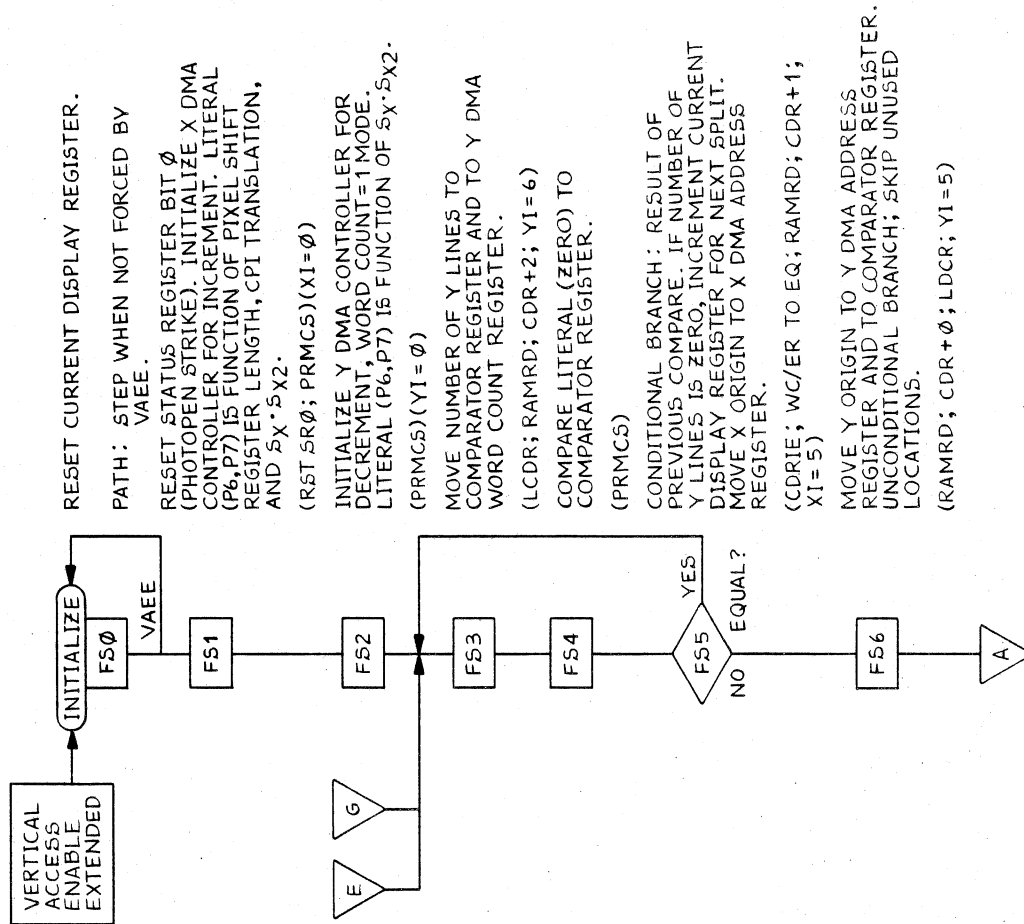 VERTICAL
ACCESS
ENABLE
EXTENDED
INITIALIZE
FSØ
VAEE
FS1
FS2
E
G
FS3
FS4
FS5
YES
NO
EQUAL?
FS6
A
RESET CURRENT DISPLAY REGISTER.
PATH: STEP WHEN NOT FORCED BY
VAEE.
RESET STATUS REGISTER BIT Ø
(PHOTOPEN STRIKE). INITIALIZE X DMA
CONTROLLER FOR INCREMENT. LITERAL
(P6,P7) IS FUNCTION OF PIXEL SHIFT
REGISTER LENGTH, CPI TRANSLATION,
AND SX·SX2.
(RST SRØ; PRMCS)(XI=Ø)
INITIALIZE Y DMA CONTROLLER FOR
DECREMENT, WORD COUNT=1 MODE.
LITERAL (P6,P7) IS FUNCTION OF SX·SX2.
(PRMCS)(YI=Ø)
MOVE NUMBER OF Y LINES TO
COMPARATOR REGISTER AND TO Y DMA
WORD COUNT REGISTER.
(LCDR; RAMRD; CDR+2; YI=6)
COMPARE LITERAL (ZERO) TO
COMPARATOR REGISTER.
(PRMCS)
CONDITIONAL BRANCH: RESULT OF
PREVIOUS COMPARE. IF NUMBER OF
Y LINES IS ZERO, INCREMENT CURRENT
DISPLAY REGISTER FOR NEXT SPLIT.
MOVE X ORIGIN TO X DMA ADDRESS
REGISTER.
(CDRIE; WC/ER TO EQ; RAMRD; CDR+1;
XI=5)
MOVE Y ORIGIN TO Y DMA ADDRESS
REGISTER AND TO COMPARATOR REGISTER.
UNCONDITIONAL BRANCH; SKIP UNUSED
LOCATIONS.
(RAMRD; CDR+Ø; LDCR; YI=5)